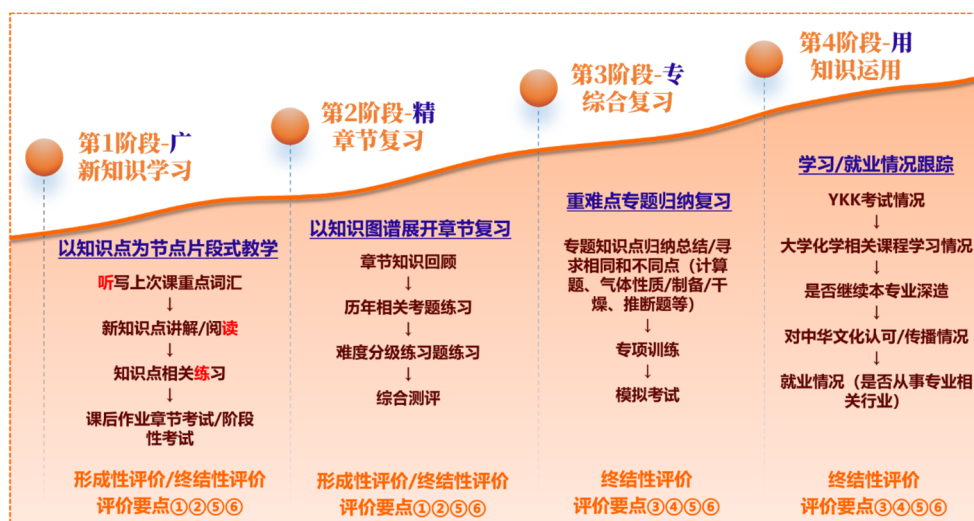 第1阶段-广
新知识学习
以知识点为节点片段式教学
听写上次课重点词汇
↓
新知识点讲解/阅读
↓
知识点相关练习
↓
课后作业章节考试/阶段
性考试
形成性评价/终结性评价
评价要点①②⑤⑥
第2阶段-精
章节复习
以知识图谱展开章节复习
章节知识回顾
↓
历年相关考题练习
↓
难度分级练习题练习
↓
综合测评
形成性评价/终结性评价
评价要点①②⑤⑥
第3阶段-专
综合复习
重难点专题归纳复习
专题知识点归纳总结/寻
求相同和不同点（计算
题、气体性质/制备/干
燥、推断题等）
↓
专项训练
↓
模拟考试
终结性评价
评价要点③④⑤⑥
第4阶段-用
知识运用
学习/就业情况跟踪
YKK考试情况
↓
大学化学相关课程学习情况
↓
是否继续本专业深造
↓
对中华文化认可/传播情况
↓
就业情况（是否从事专业相
关行业）
终结性评价
评价要点③④⑤⑥